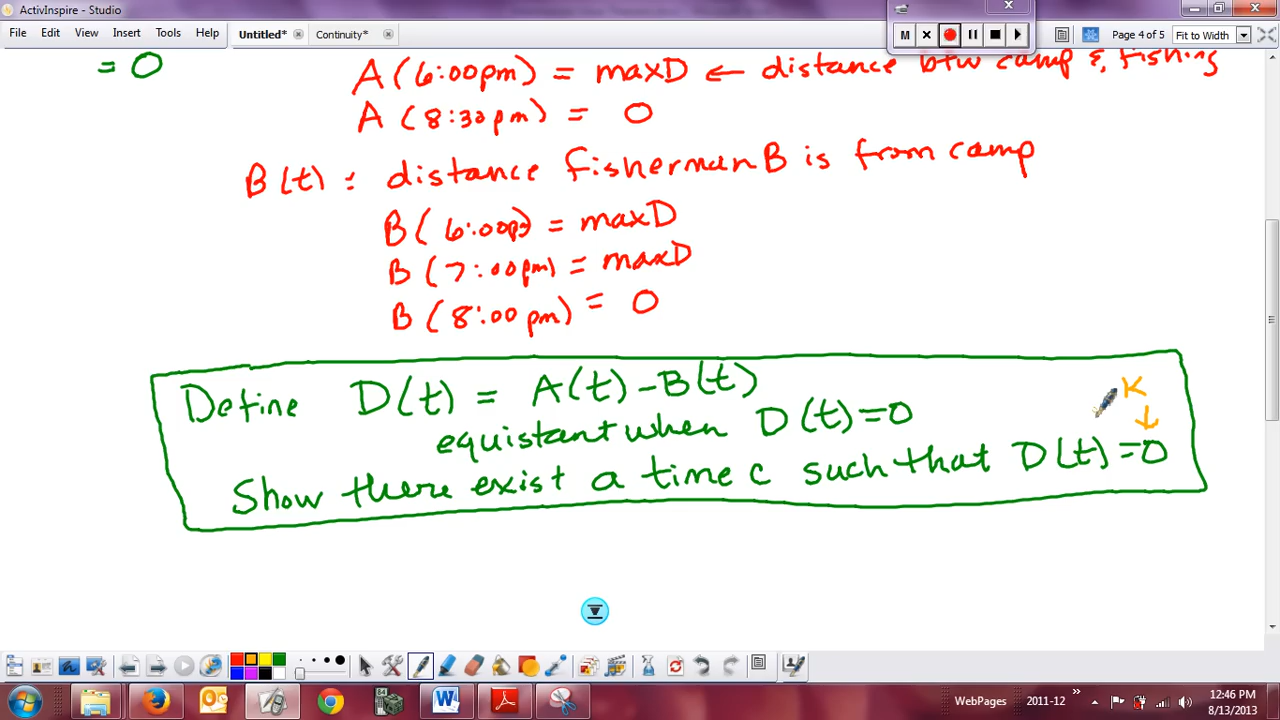 ActivInspire - Studio
File Edit View Insert Tools Help
Untitled* Continuity*
M
Page 4 of 5
Fit to Width
= 0
A(6:00pm) = maxD ← distance btw camp & fishing
A(8:30pm) = 0
B(t): distance fisherman B is from camp
B(6:00p) = maxD
B(7:00pm) = maxD
B(8:00pm) = 0
Define D(t) = A(t) - B(t)
K
↓
equistant when D(t) = 0
Show there exist a time c such that D(t) = 0
WebPages 2011-12 »
12:46 PM
8/13/2013